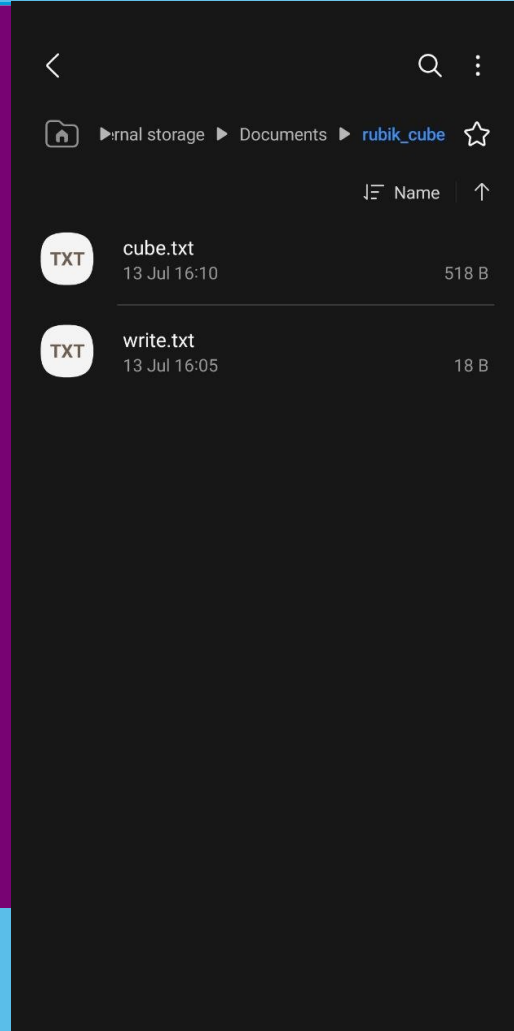 rnal storage ▶ Documents ▶ rubik_cube
Name
TXT
cube.txt
13 Jul 16:10
518 B
TXT
write.txt
13 Jul 16:05
18 B